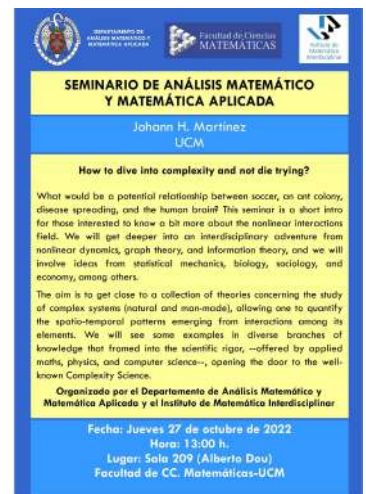 DEPARTAMENTO DE
ANÁLISIS MATEMÁTICO Y
MATEMÁTICA APLICADA
Facultad de Ciencias
MATEMÁTICAS
Instituto de
Matemática
Interdisciplinar
SEMINARIO DE ANÁLISIS MATEMÁTICO
Y MATEMÁTICA APLICADA
Johann H. Martínez
UCM
How to dive into complexity and not die trying?
What would be a potential relationship between soccer, an ant colony,
disease spreading, and the human brain? This seminar is a short intro
for those interested to know a bit more about the nonlinear interactions
field. We will get deeper into an interdisciplinary adventure from
nonlinear dynamics, graph theory, and information theory, and we will
involve ideas from statistical mechanics, biology, sociology, and
economy, among others.
The aim is to get close to a collection of theories concerning the study
of complex systems (natural and man-made), allowing one to quantify
the spatio-temporal patterns emerging from interactions among its
elements. We will see some examples in diverse branches of
knowledge that framed into the scientific rigor, --offered by applied
maths, physics, and computer science--, opening the door to the well-
known Complexity Science.
Organizado por el Departamento de Análisis Matemático y
Matemática Aplicada y el Instituto de Matemática Interdisciplinar
Fecha: Jueves 27 de octubre de 2022
Hora: 13:00 h.
Lugar: Sala 209 (Alberto Dou)
Facultad de CC. Matemáticas-UCM